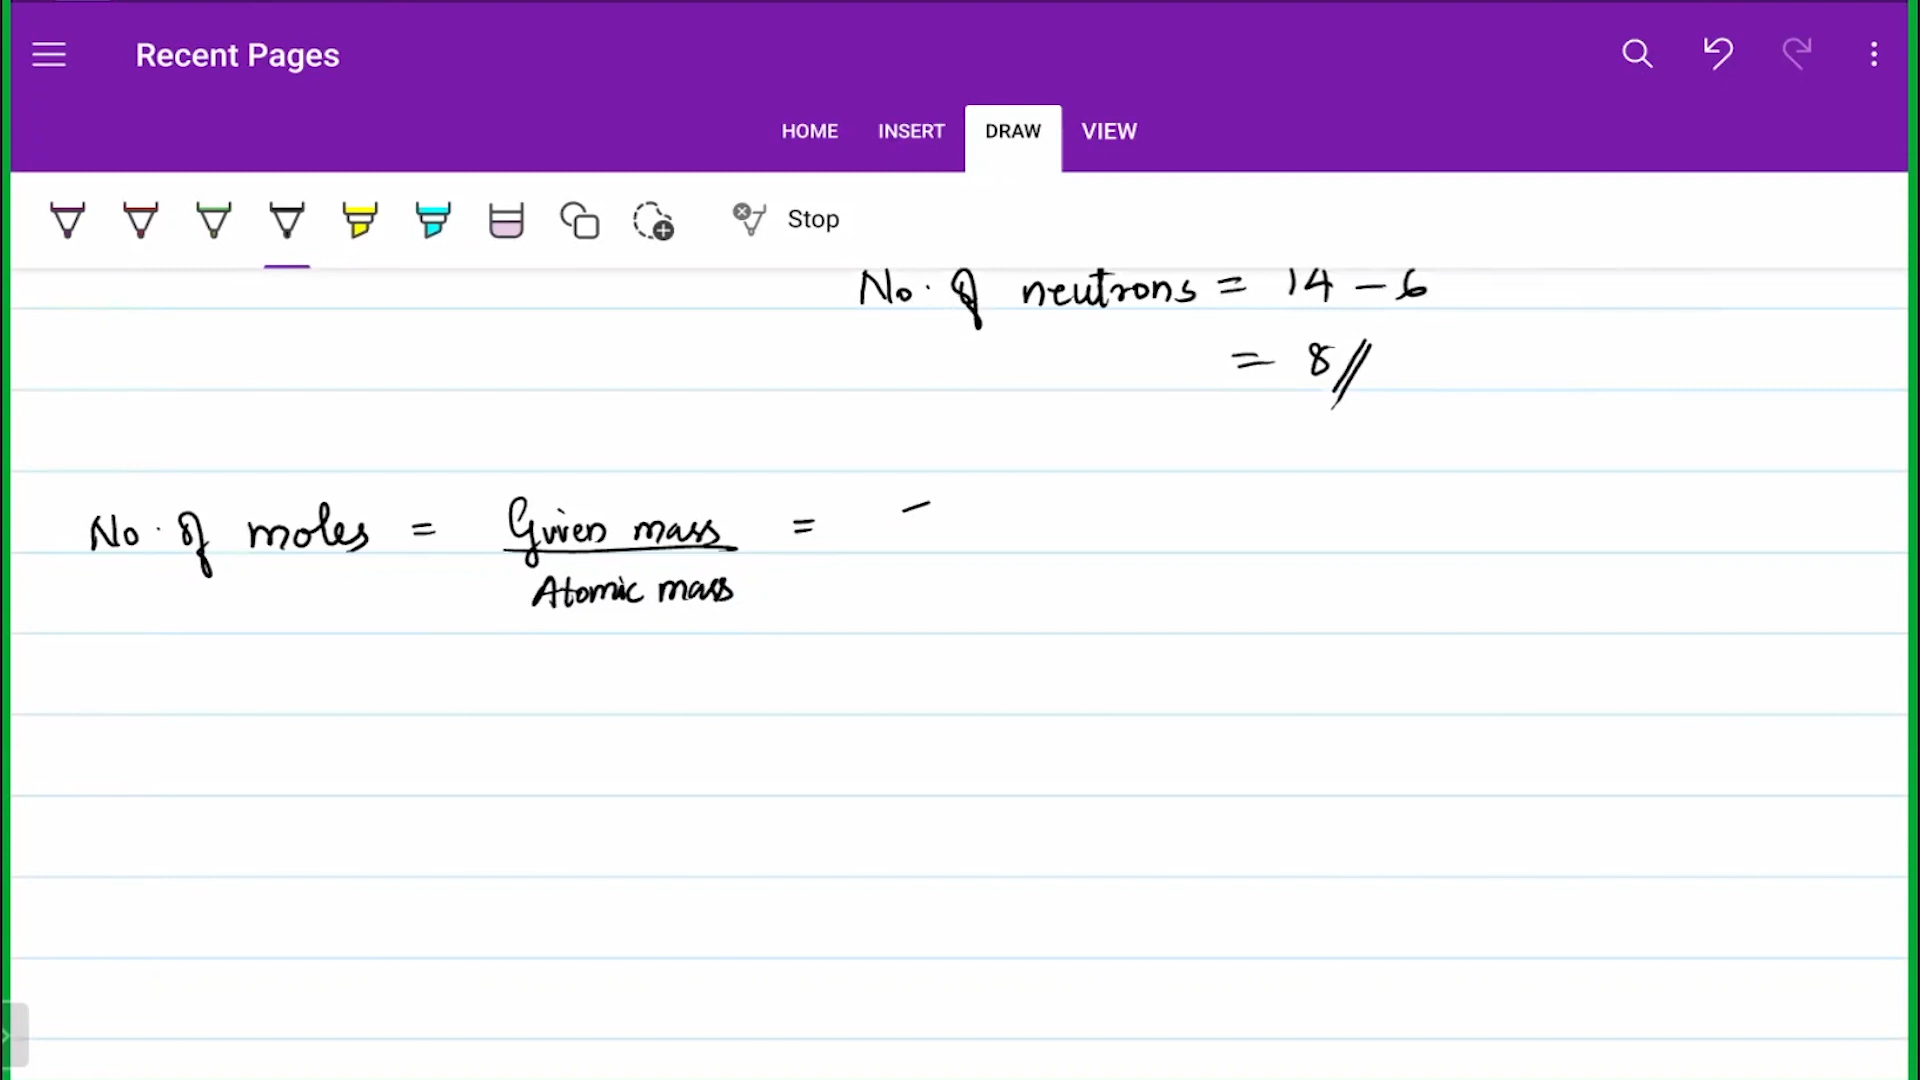 Recent Pages
HOME INSERT DRAW VIEW
Stop
No. of neutrons = 14 - 6
= 8//
No. of moles = Given mass =
Atomic mass